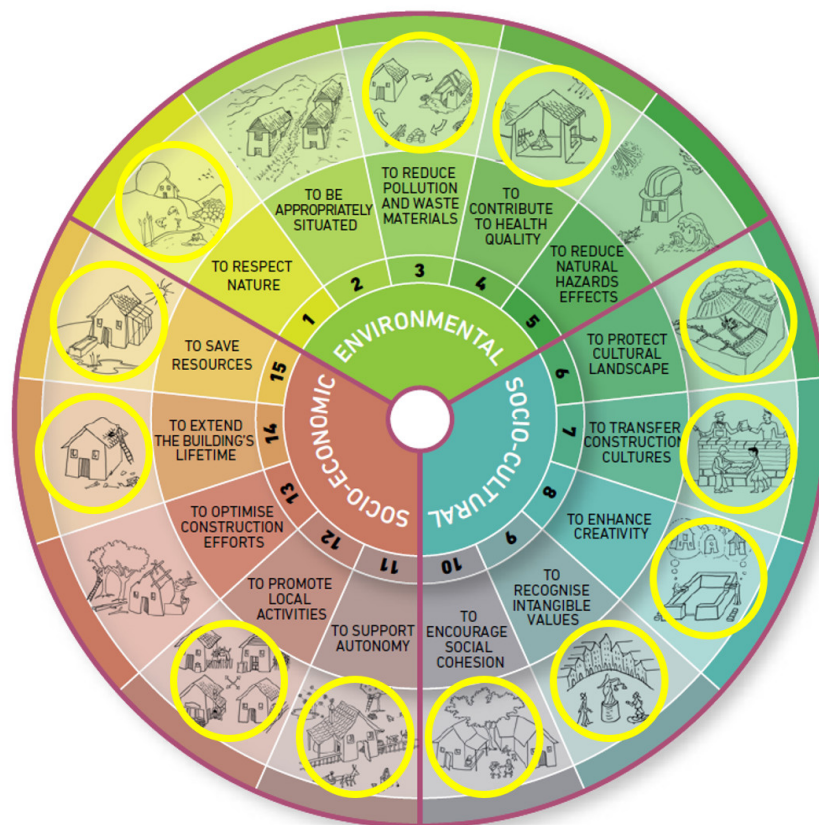 ENVIRONMENTAL
1
TO RESPECT
NATURE
2
TO BE
APPROPRIATELY
SITUATED
3
TO REDUCE
POLLUTION
AND WASTE
MATERIALS
4
TO
CONTRIBUTE
TO HEALTH
QUALITY
5
TO REDUCE
NATURAL
HAZARDS
EFFECTS
SOCIO-CULTURAL
6
TO PROTECT
CULTURAL
LANDSCAPE
7
TO TRANSFER
CONSTRUCTION
CULTURES
8
TO ENHANCE
CREATIVITY
9
TO
RECOGNISE
INTANGIBLE
VALUES
10
TO
ENCOURAGE
SOCIAL
COHESION
SOCIO-ECONOMIC
11
TO SUPPORT
AUTONOMY
12
TO PROMOTE
LOCAL
ACTIVITIES
13
TO OPTIMISE
CONSTRUCTION
EFFORTS
14
TO EXTEND
THE BUILDING'S
LIFETIME
15
TO SAVE
RESOURCES